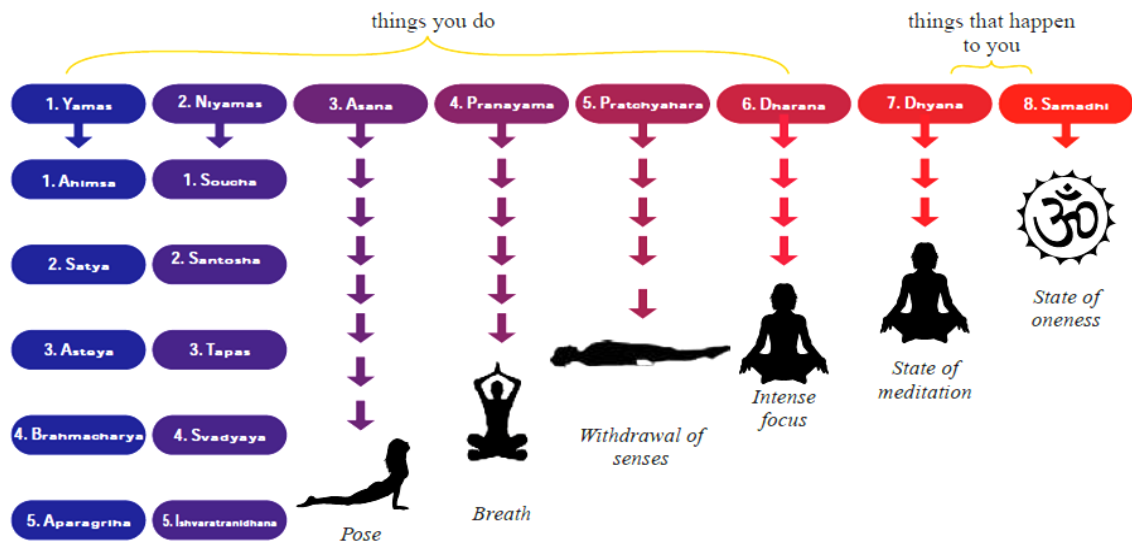 things you do
things that happen
to you
1. Yamas
2. Niyamas
3. Asana
4. Pranayama
5. Pratchyahara
6. Dharana
7. Dhyana
8. Samadhi
1. Ahimsa
1. Soucha
2. Satya
2. Santosha
3. Asteya
3. Tapas
4. Brahmacharya
4. Svadyaya
5. Aparagriha
5. Ishvaratranidhana
Pose
Breath
Withdrawal of
senses
Intense
focus
State of
meditation
ॐ
State of
oneness